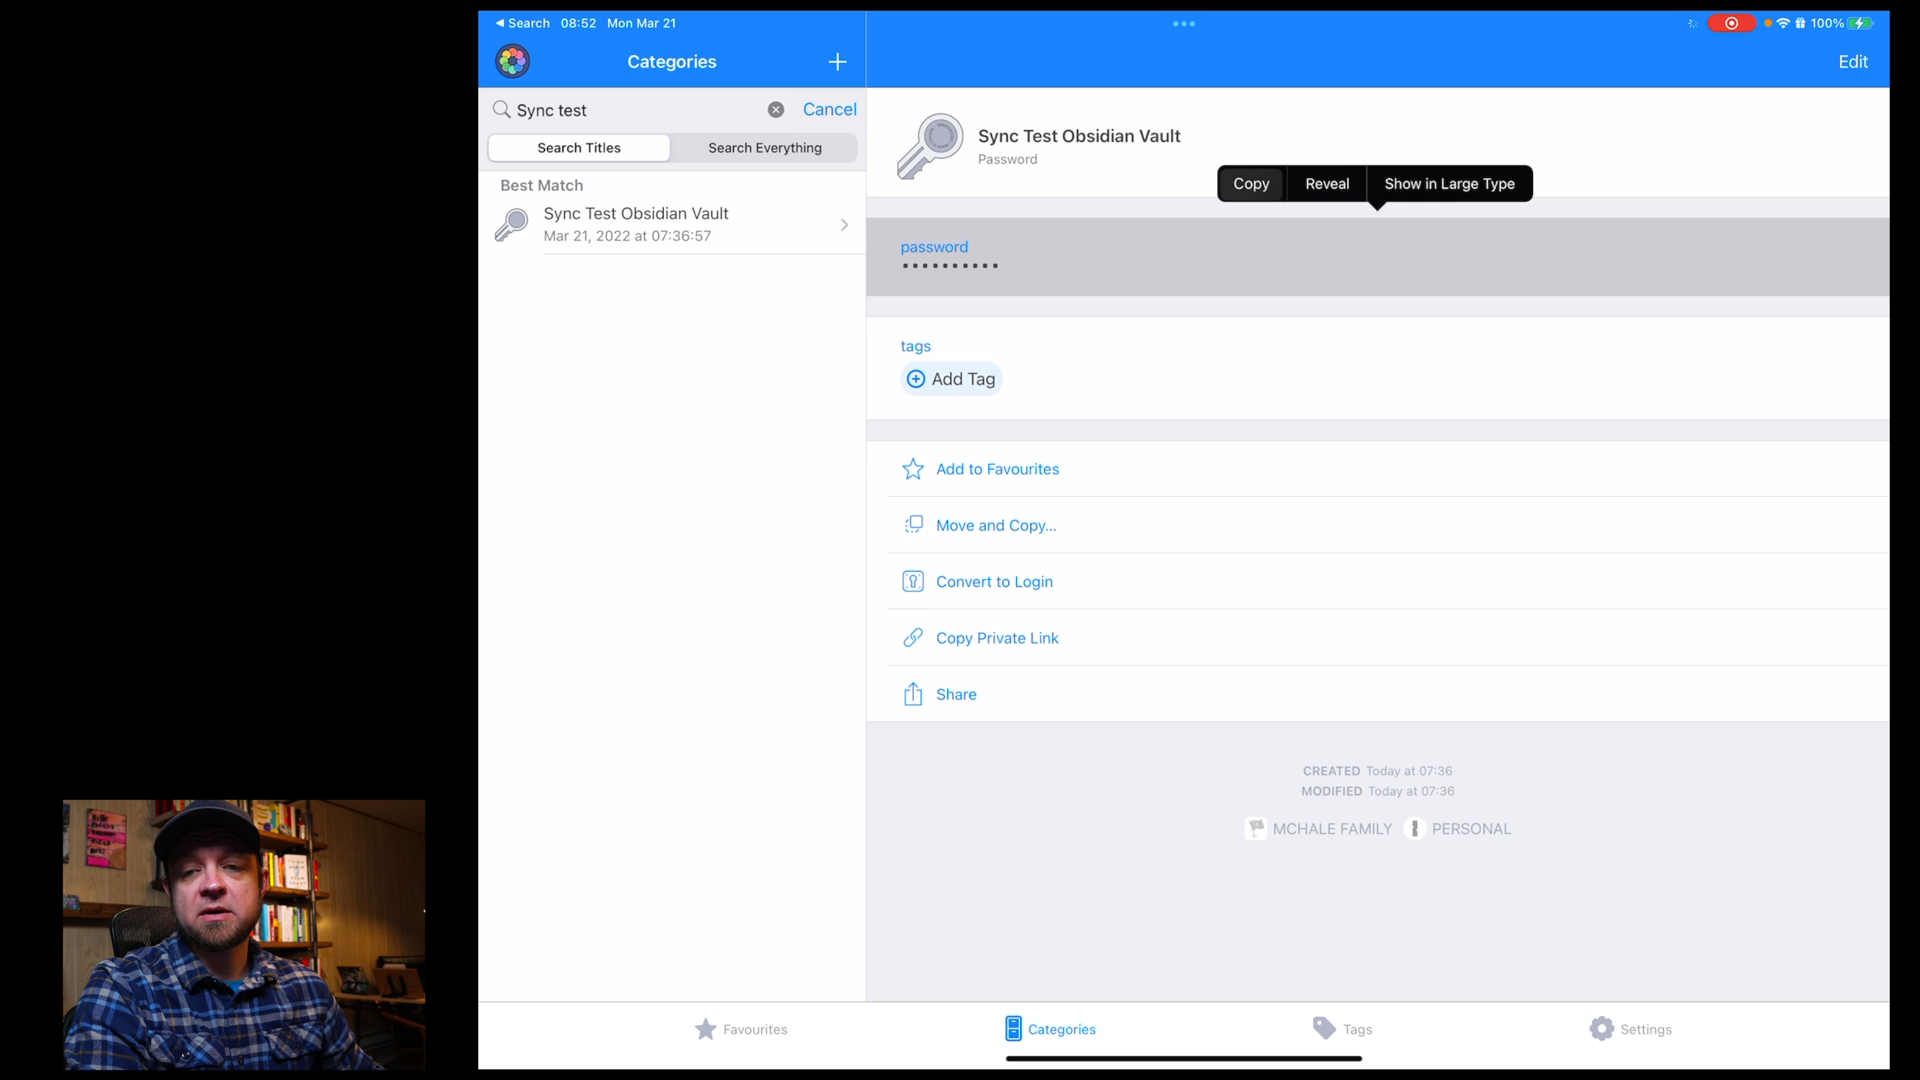 ◀ Search 08:52 Mon Mar 21
100%
Categories
Edit
Sync test
Cancel
Search Titles
Search Everything
Best Match
Sync Test Obsidian Vault
Mar 21, 2022 at 07:36:57
Sync Test Obsidian Vault
Password
Copy
Reveal
Show in Large Type
password
••••••••••
tags
Add Tag
Add to Favourites
Move and Copy...
Convert to Login
Copy Private Link
Share
CREATED Today at 07:36
MODIFIED Today at 07:36
MCHALE FAMILY PERSONAL
Favourites
Categories
Tags
Settings